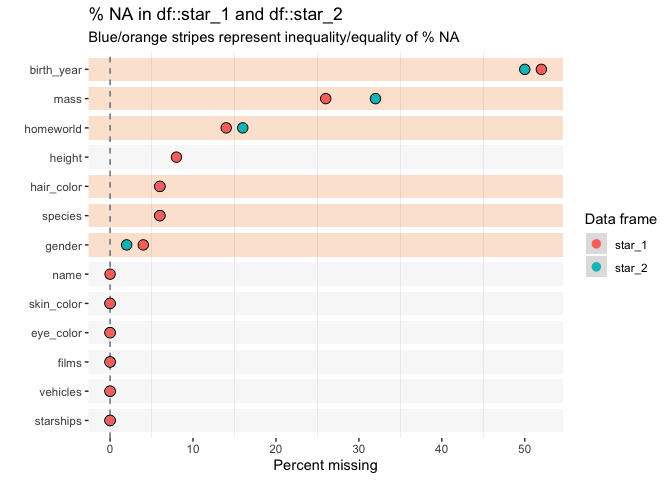 % NA in df::star_1 and df::star_2
Blue/orange stripes represent inequality/equality of % NA
birth_year
mass
homeworld
height
hair_color
species
gender
name
skin_color
eye_color
films
vehicles
starships
0 10 20 30 40 50
Percent missing
Data frame
star_1
star_2